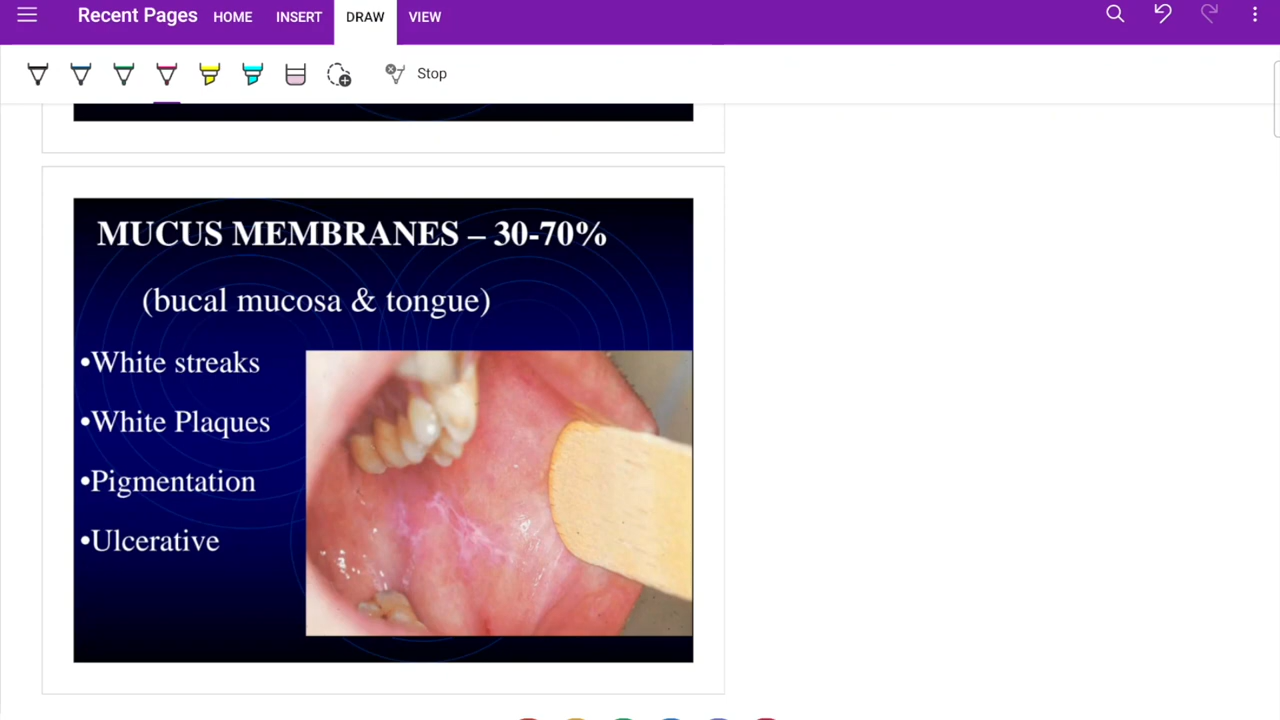 Recent Pages HOME INSERT DRAW VIEW
Stop
MUCUS MEMBRANES – 30-70%
(bucal mucosa & tongue)
•White streaks
•White Plaques
•Pigmentation
•Ulcerative